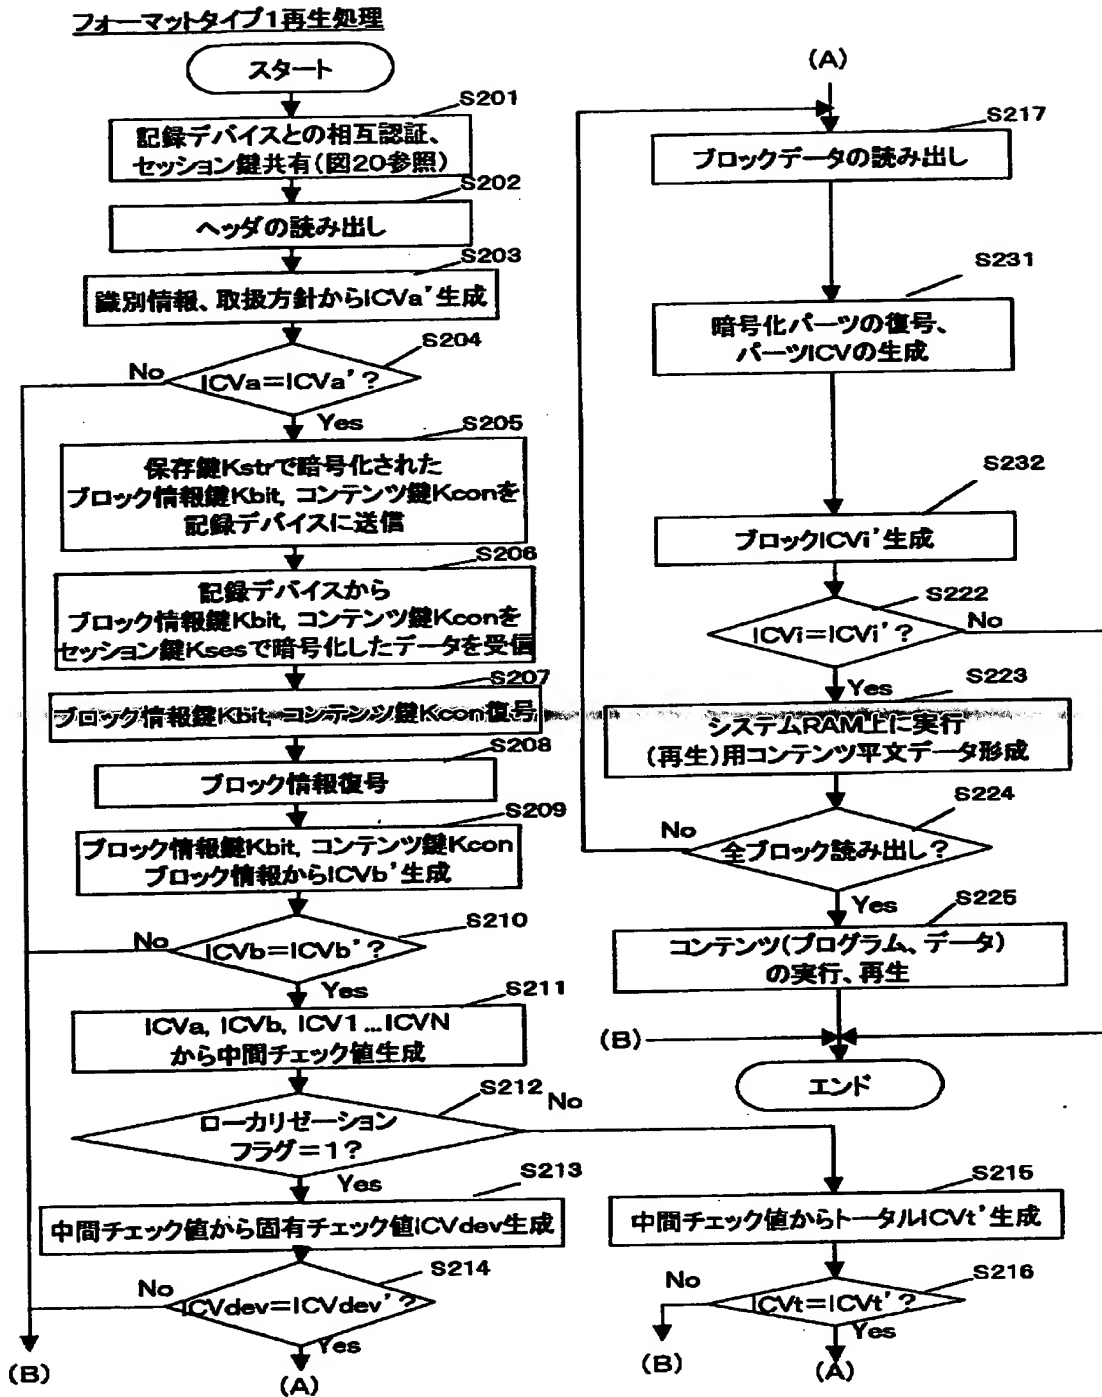 フォーマットタイプ1再生処理
スタート
S201
記録デバイスとの相互認証、
セッション鍵共有(図20参照)
S202
ヘッダの読み出し
S203
識別情報、取扱方針からICVa'生成
S204
No
ICVa=ICVa'?
Yes
S205
保存鍵Kstrで暗号化された
ブロック情報鍵Kbit, コンテンツ鍵Kconを
記録デバイスに送信
S206
記録デバイスから
ブロック情報鍵Kbit, コンテンツ鍵Kconを
セッション鍵Ksesで暗号化したデータを受信
S207
ブロック情報鍵Kbit, コンテンツ鍵Kcon復号
S208
ブロック情報復号
S209
ブロック情報鍵Kbit, コンテンツ鍵Kcon
ブロック情報からICVb'生成
S210
No
ICVb=ICVb'?
Yes
S211
ICVa, ICVb, ICV1...ICVN
から中間チェック値生成
S212
No
ローカリゼーション
フラグ=1?
Yes
S213
中間チェック値から固有チェック値ICVdev生成
S214
No
ICVdev=ICVdev'?
Yes
(B)
(A)
(A)
S217
ブロックデータの読み出し
S231
暗号化パーツの復号、
パーツICVの生成
S232
ブロックICVi'生成
S222
ICVi=ICVi'?
No
Yes
S223
システムRAM上に実行
(再生)用コンテンツ平文データ形成
S224
No
全ブロック読み出し?
Yes
S225
コンテンツ(プログラム、データ)
の実行、再生
(B)
エンド
S215
中間チェック値からトータルICVt'生成
S216
No
ICVt=ICVt'?
Yes
(B)
(A)